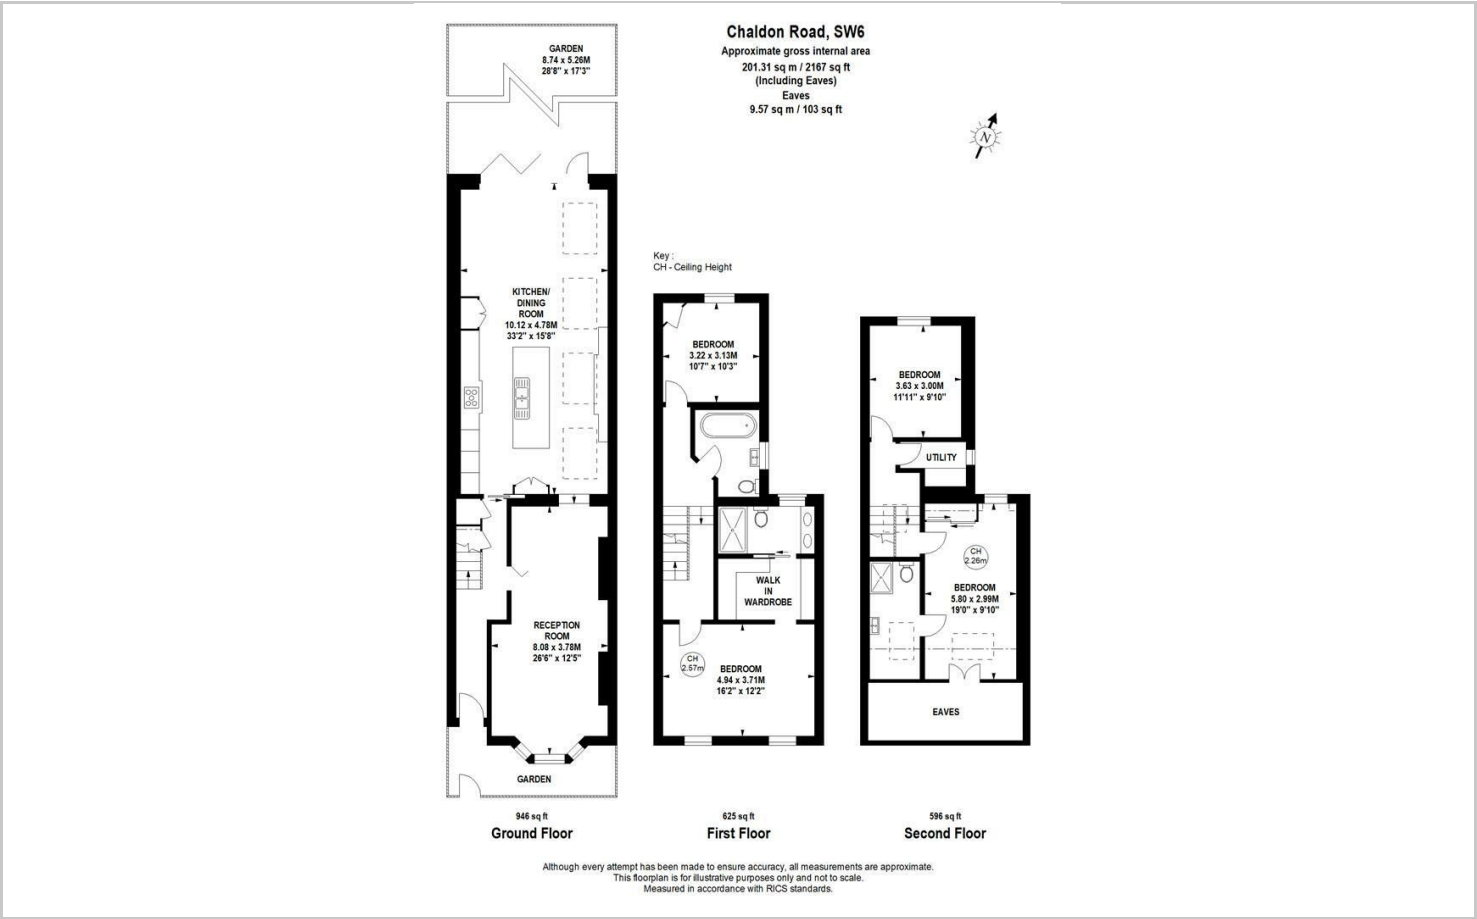 Chaldon Road, SW6
Approximate gross internal area
201.31 sq m / 2167 sq ft
(Including Eaves)
Eaves
9.57 sq m / 103 sq ft
N
GARDEN
8.74 x 5.26M
28'8" x 17'3"
KITCHEN/
DINING
ROOM
10.12 x 4.78M
33'2" x 15'8"
RECEPTION
ROOM
8.08 x 3.78M
26'6" x 12'5"
GARDEN
946 sq ft
Ground Floor
Key :
CH - Ceiling Height
BEDROOM
3.22 x 3.13M
10'7" x 10'3"
WALK
IN
WARDROBE
CH
2.57m
BEDROOM
4.94 x 3.71M
16'2" x 12'2"
625 sq ft
First Floor
BEDROOM
3.63 x 3.00M
11'11" x 9'10"
UTILITY
CH
2.26m
BEDROOM
5.80 x 2.99M
19'0" x 9'10"
EAVES
596 sq ft
Second Floor
Although every attempt has been made to ensure accuracy, all measurements are approximate.
This floorplan is for illustrative purposes only and not to scale.
Measured in accordance with RICS standards.